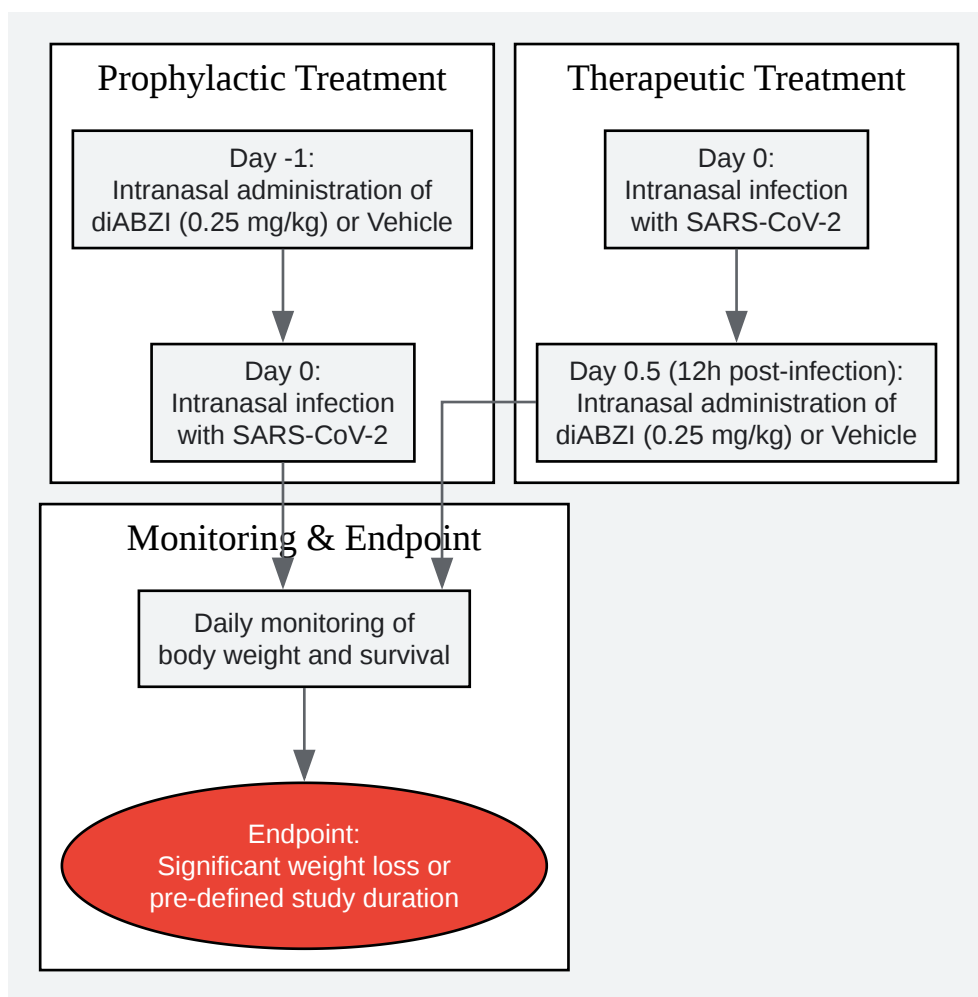 Prophylactic Treatment
Day -1:
Intranasal administration of
diABZI (0.25 mg/kg) or Vehicle
Day 0:
Intranasal infection
with SARS-CoV-2
Therapeutic Treatment
Day 0:
Intranasal infection
with SARS-CoV-2
Day 0.5 (12h post-infection):
Intranasal administration of
diABZI (0.25 mg/kg) or Vehicle
Monitoring & Endpoint
Daily monitoring of
body weight and survival
Endpoint:
Significant weight loss or
pre-defined study duration